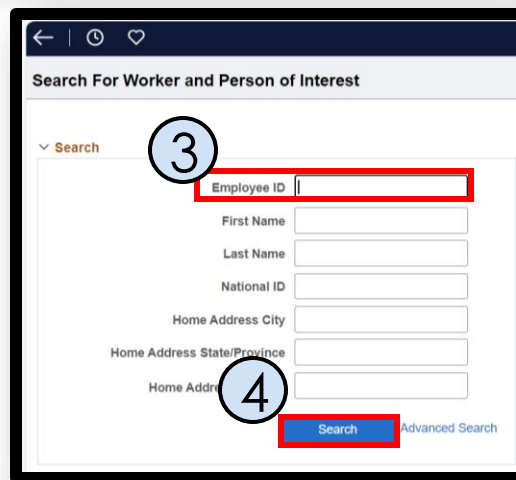 Search For Worker and Person of Interest
Search
3
Employee ID
First Name
Last Name
National ID
Home Address City
Home Address State/Province
Home
4
Search Advanced Search